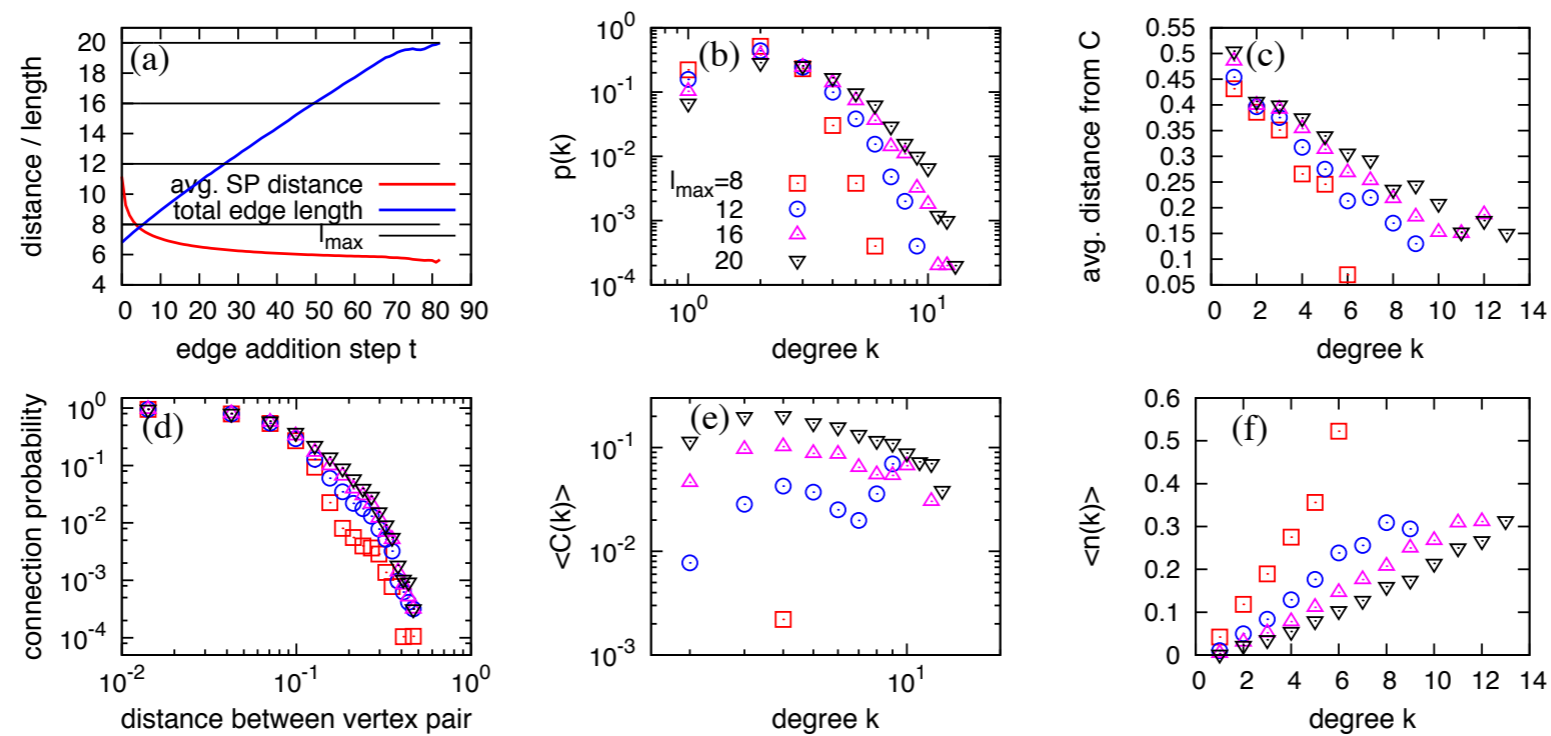 (a)
distance / length
20
18
16
14
12
10
8
6
4
avg. SP distance
total edge length
lmax
0 10 20 30 40 50 60 70 80 90
edge addition step t
(b)
p(k)
10^0
10^-1
10^-2
10^-3
10^-4
lmax=8
12
16
20
10^0 10^1
degree k
(c)
avg. distance from C
0.55
0.5
0.45
0.4
0.35
0.3
0.25
0.2
0.15
0.1
0.05
0 2 4 6 8 10 12 14
degree k
(d)
connection probability
10^0
10^-1
10^-2
10^-3
10^-4
10^-2 10^-1 10^0
distance between vertex pair
(e)
<C(k)>
10^-1
10^-2
10^-3
10^1
degree k
(f)
<n(k)>
0.6
0.5
0.4
0.3
0.2
0.1
0
0 2 4 6 8 10 12 14
degree k